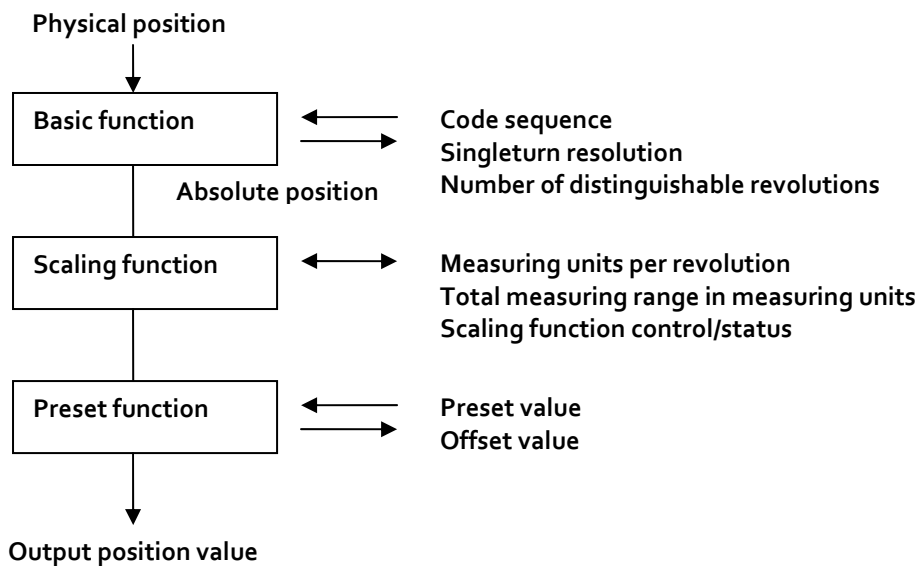 Physical position
Basic function
Code sequence
Singleturn resolution
Number of distinguishable revolutions
Absolute position
Scaling function
Measuring units per revolution
Total measuring range in measuring units
Scaling function control/status
Preset function
Preset value
Offset value
Output position value